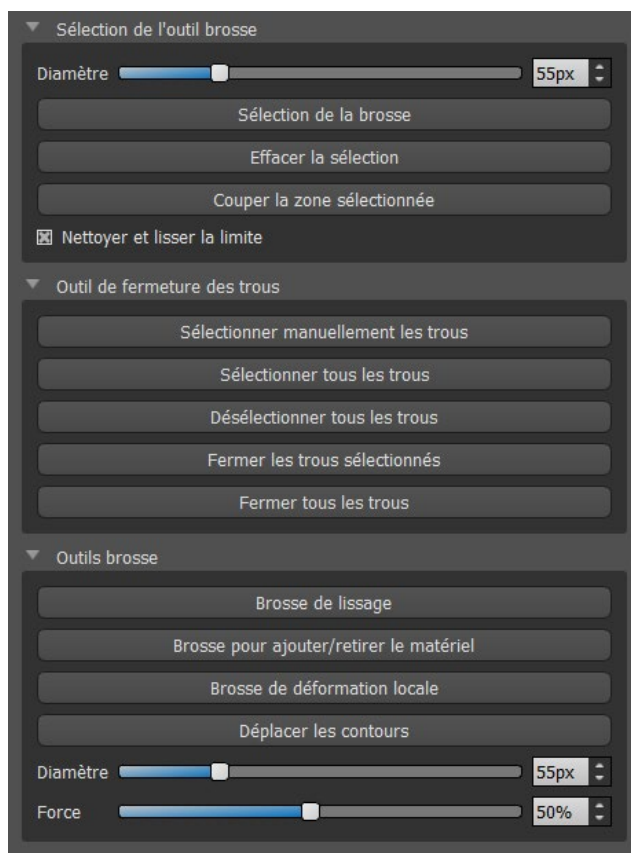 Sélection de l'outil brosse
Diamètre 55px
Sélection de la brosse
Effacer la sélection
Couper la zone sélectionnée
Nettoyer et lisser la limite
Outil de fermeture des trous
Sélectionner manuellement les trous
Sélectionner tous les trous
Désélectionner tous les trous
Fermer les trous sélectionnés
Fermer tous les trous
Outils brosse
Brosse de lissage
Brosse pour ajouter/retirer le matériel
Brosse de déformation locale
Déplacer les contours
Diamètre 55px
Force 50%